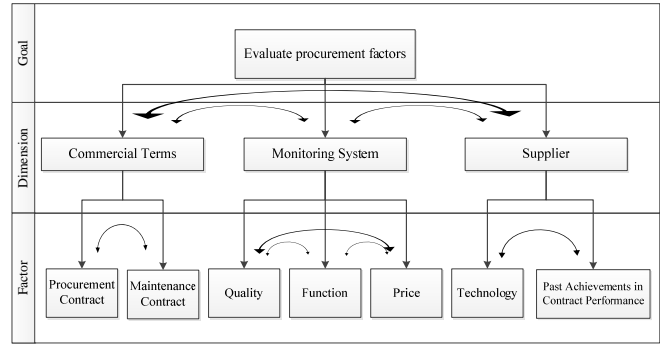 Goal
Evaluate procurement factors
Dimension
Commercial Terms
Monitoring System
Supplier
Factor
Procurement
Contract
Maintenance
Contract
Quality
Function
Price
Technology
Past Achievements in
Contract Performance